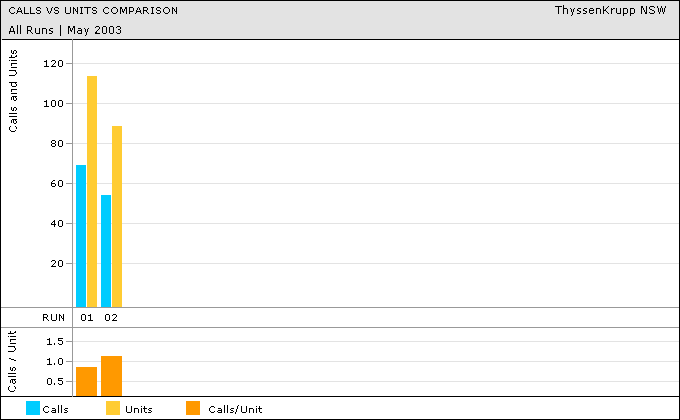 CALLS VS UNITS COMPARISON
ThyssenKrupp NSW
All Runs | May 2003
Calls and Units
120
100
80
60
40
20
RUN 01 02
Calls / Unit
1.5
1.0
0.5
Calls Units Calls/Unit